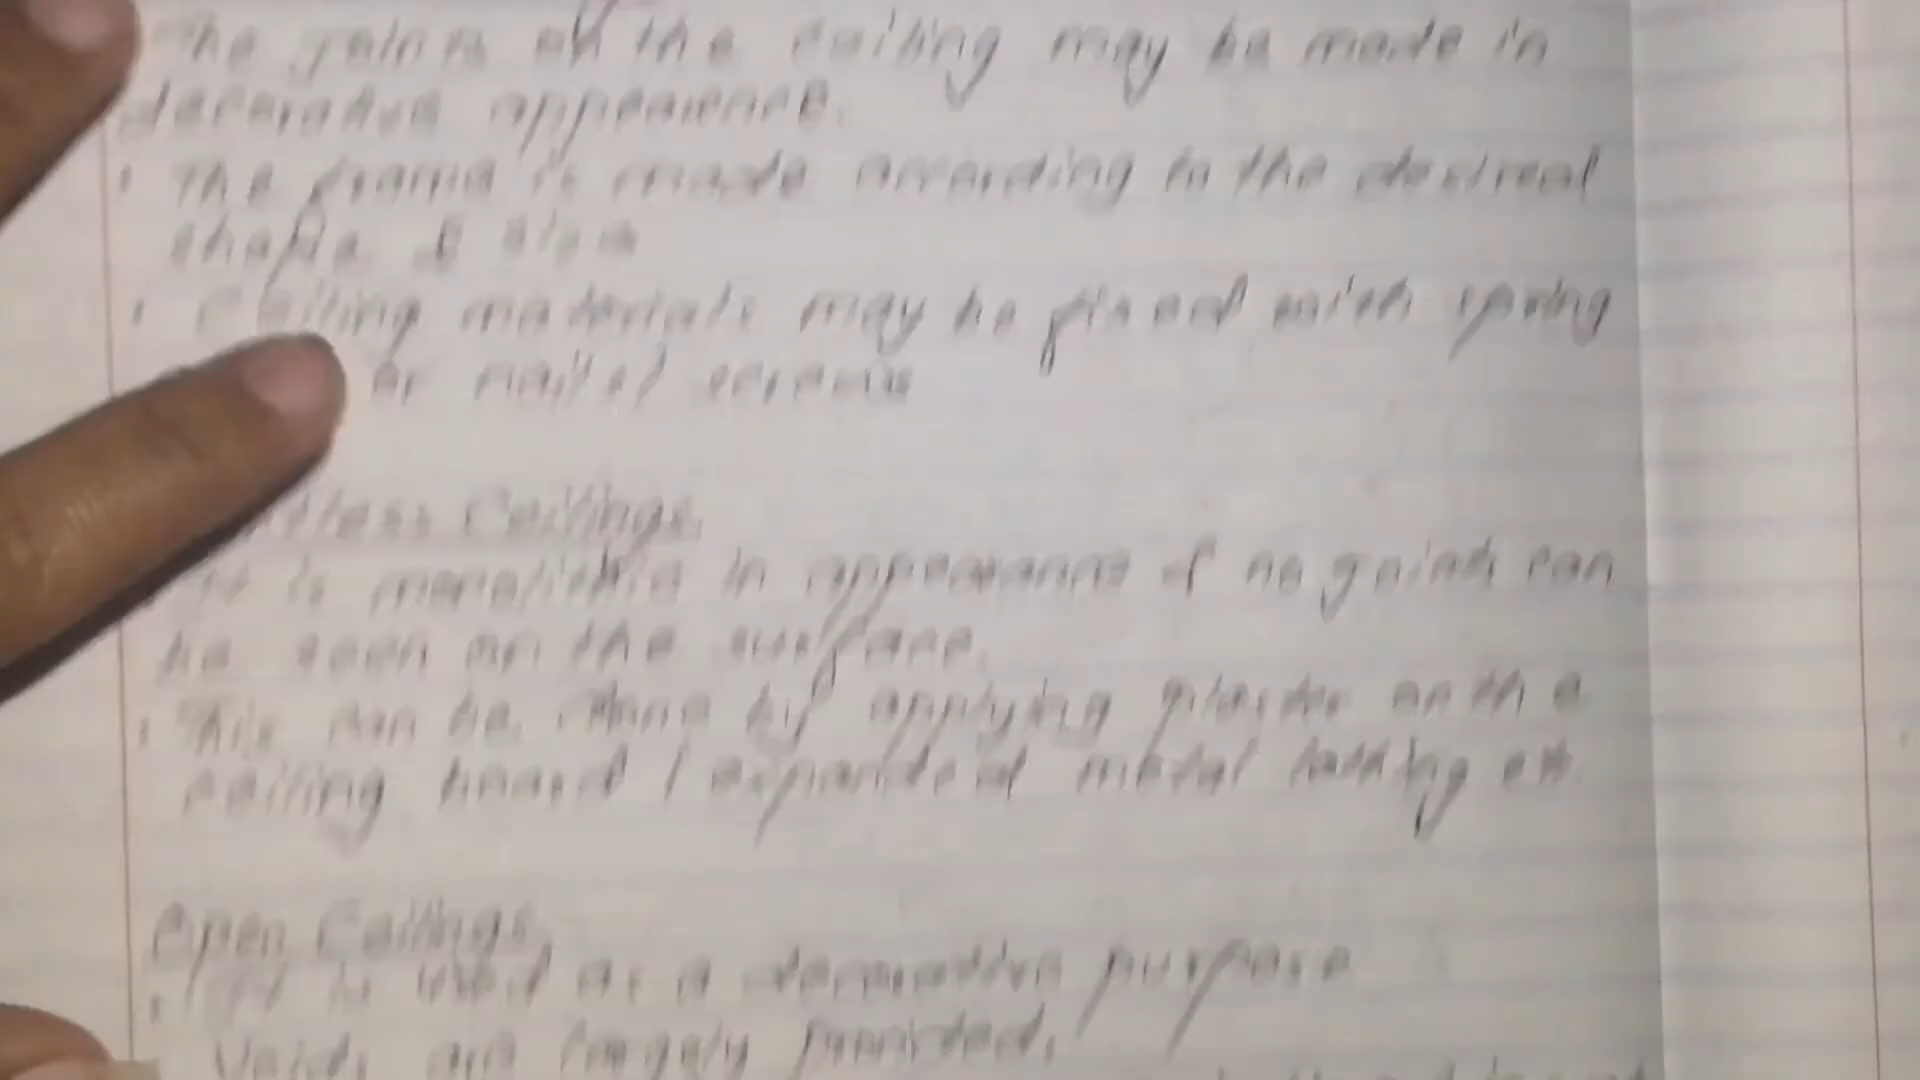 The joints on the ceiling may be made in
decorative appearence.
• The frame is made according to the desired
shape & size
• Ceiling materials may be fixed with spring
or nails/ screws
Ceilings.
It is monolithic in appearance & no joints can
be seen on the surface.
• This can be done by applying plaster on the
ceiling board / expanded metal lathing etc
Open Ceilings.
• It is used as a decorative purpose
• Voids are largely provided.